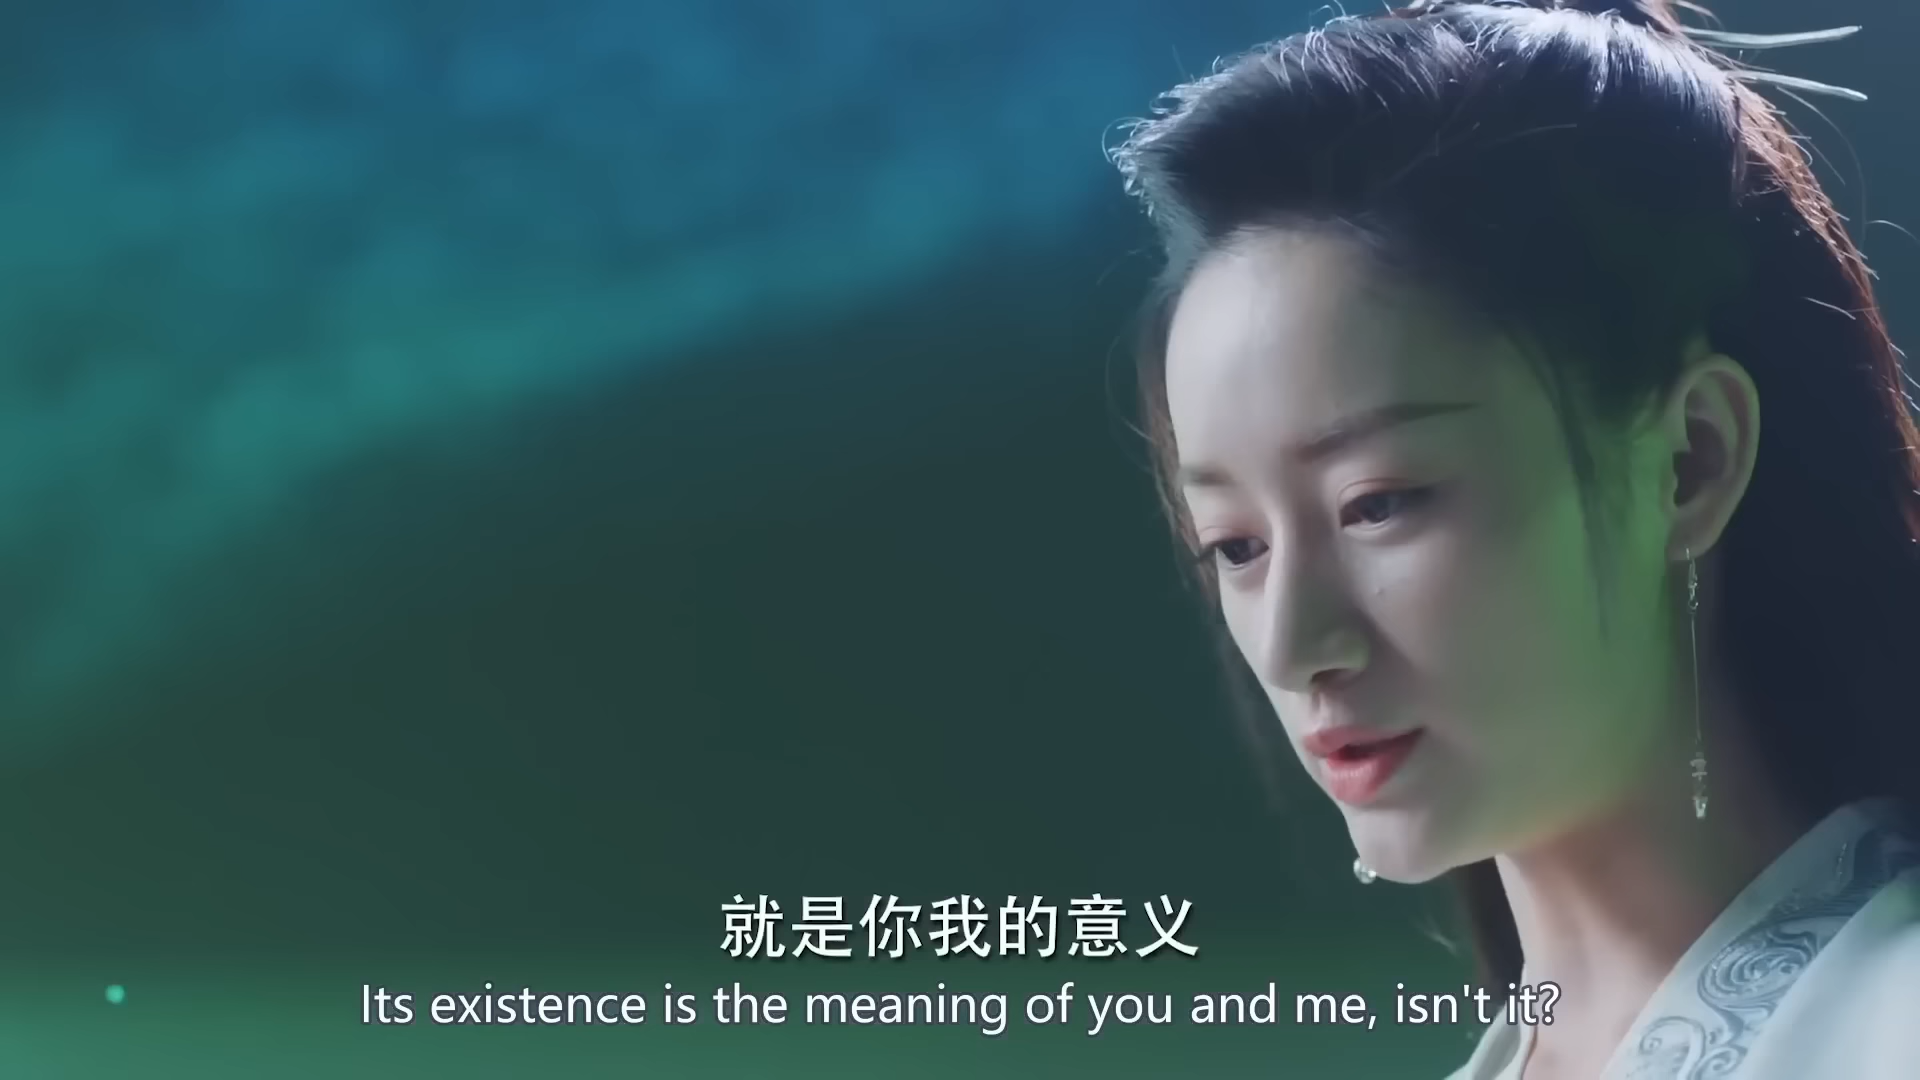 就是你我的意义
Its existence is the meaning of you and me, isn't it?